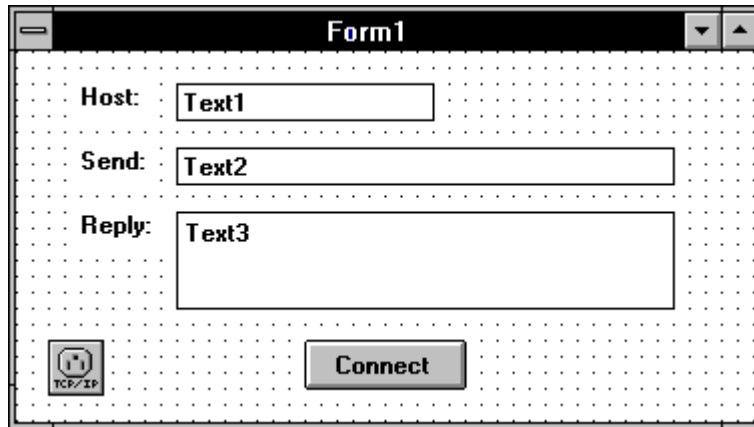 Form1
Host: Text1
Send: Text2
Reply: Text3
TCP/IP
Connect